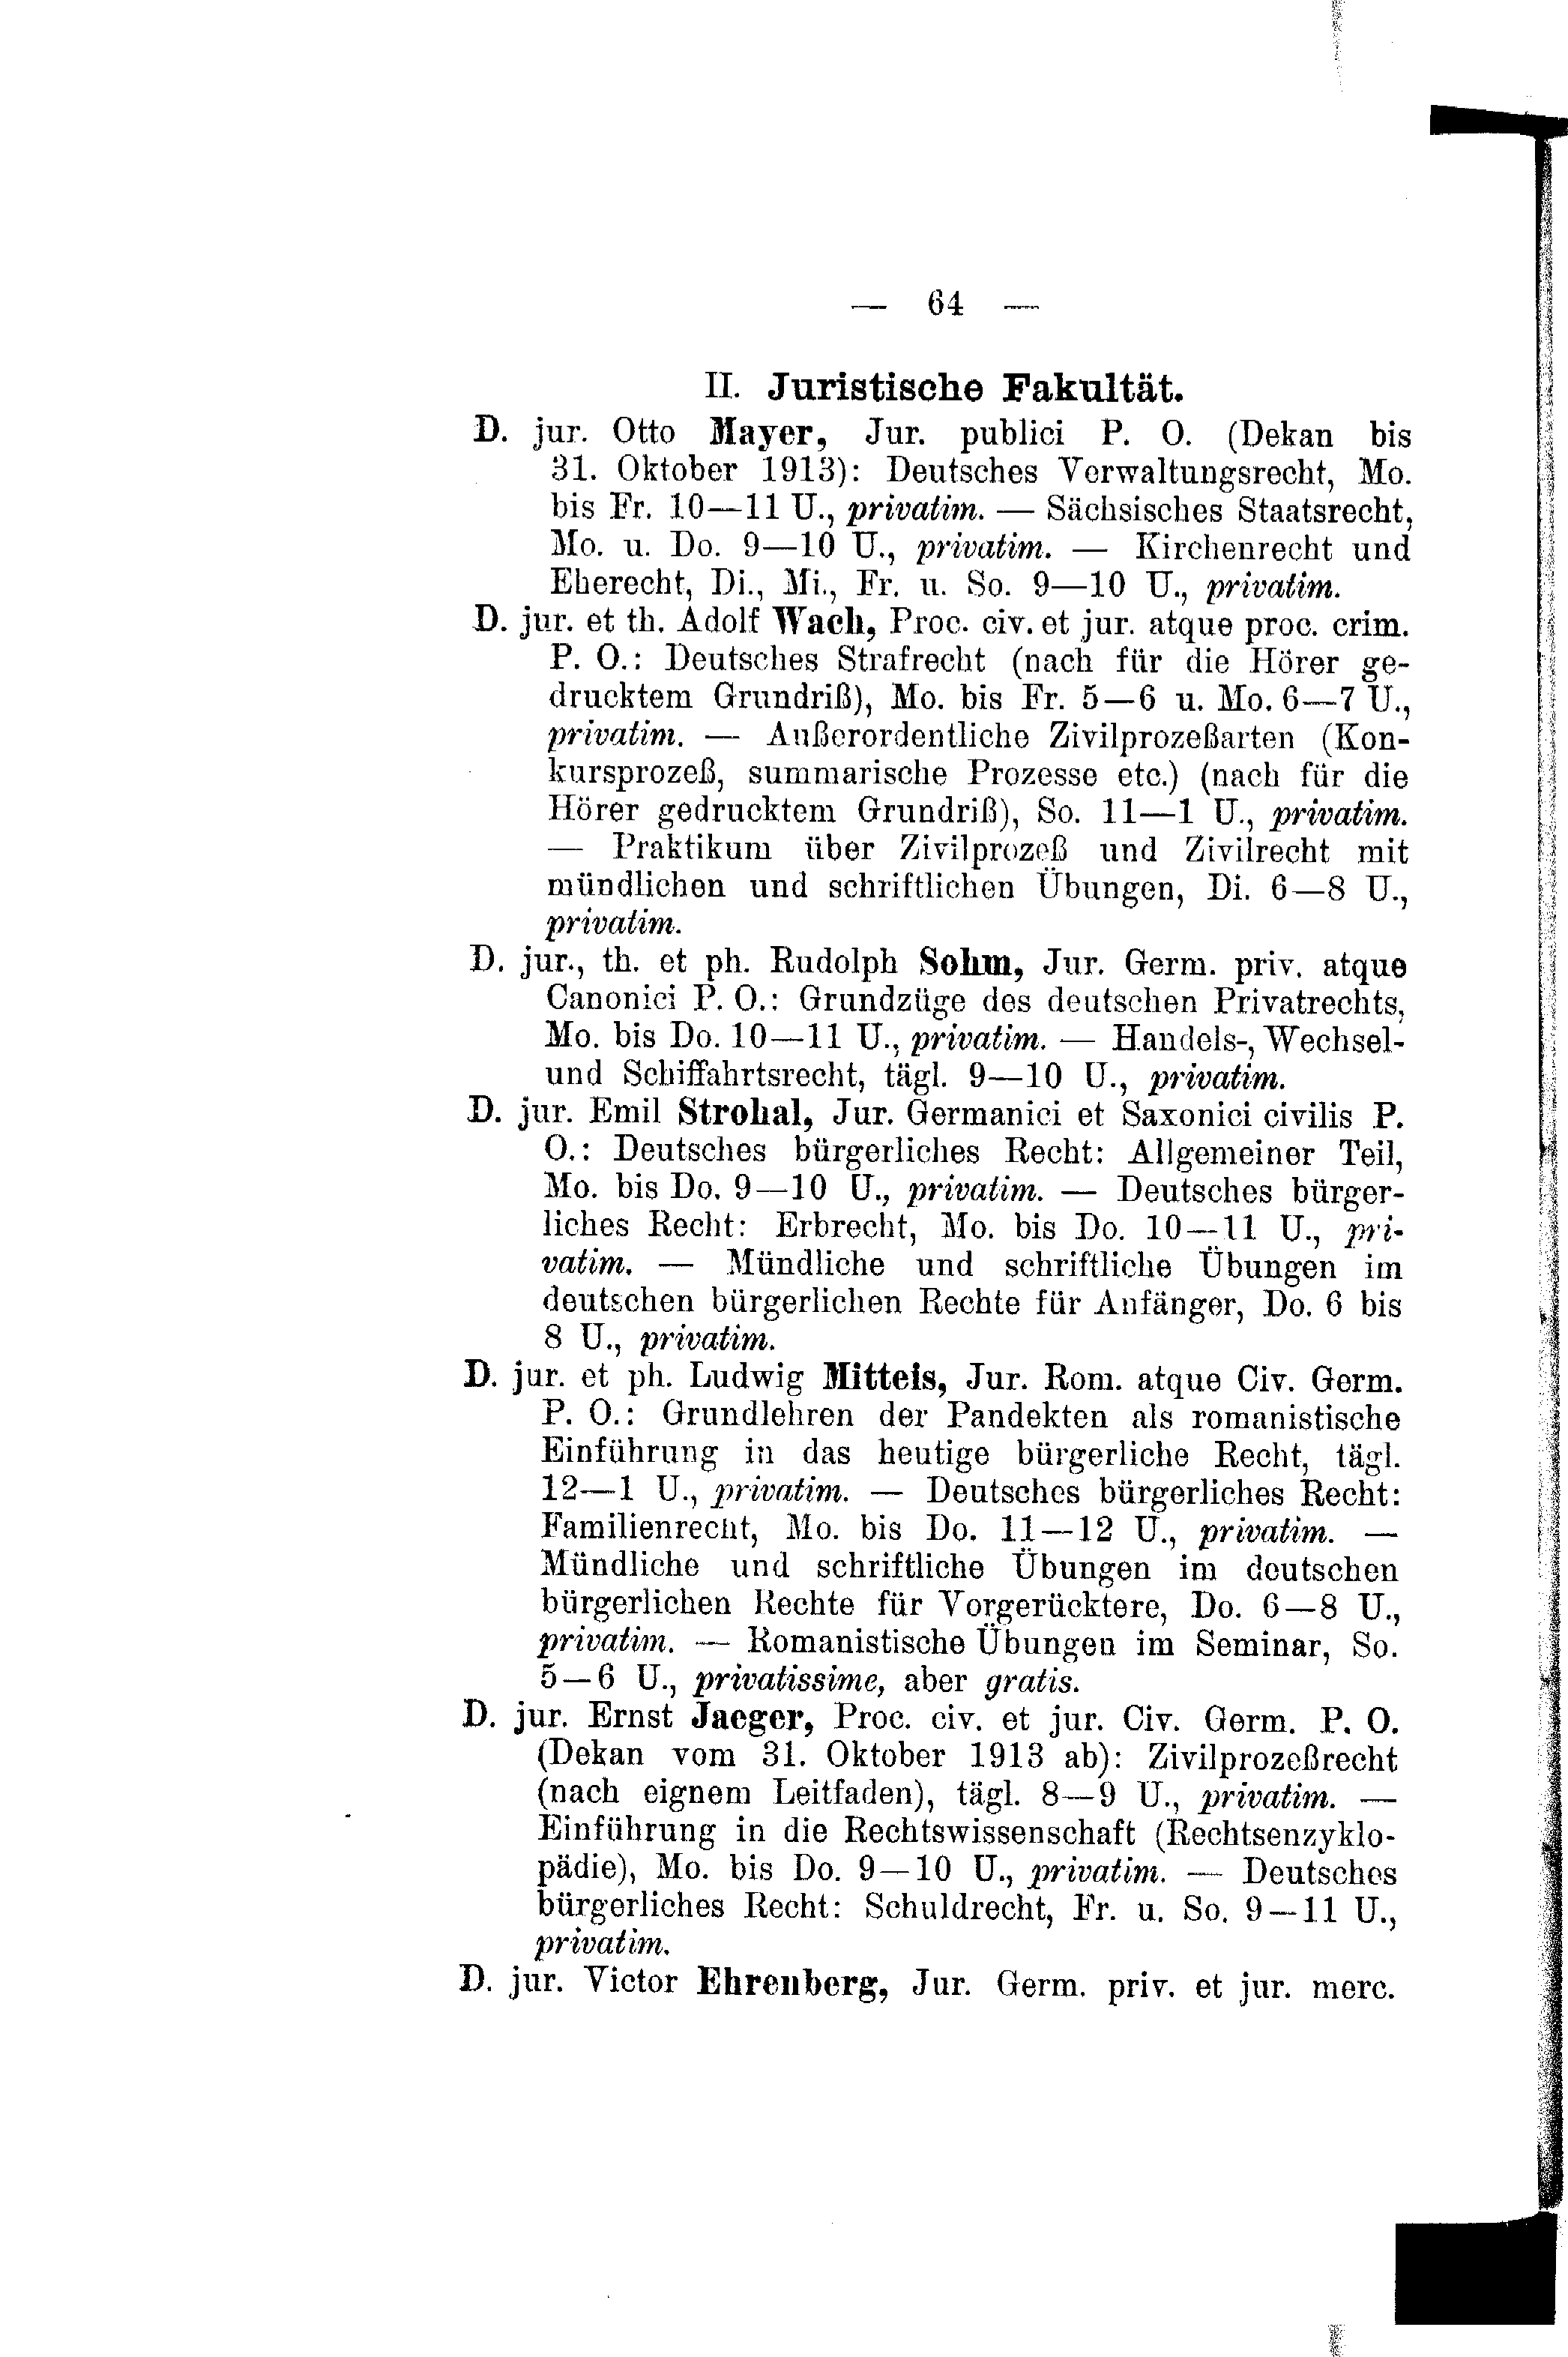 — 64 —
II. Juristische Fakultät.
D. jur. Otto Mayer, Jur. publici P. O. (Dekan bis
31. Oktober 1913): Deutsches Verwaltungsrecht, Mo.
bis Fr. 10—11 U., privatim. — Sächsisches Staatsrecht,
Mo. u. Do. 9—10 U., privatim. — Kirchenrecht und
Eherecht, Di., Mi., Fr. u. So. 9—10 U., privatim.
D. jur. et th. Adolf Wach, Proc. civ. et jur. atque proc. crim.
P. O.: Deutsches Strafrecht (nach für die Hörer ge-
drucktem Grundriß), Mo. bis Fr. 5—6 u. Mo. 6—7 U.,
privatim. — Außerordentliche Zivilprozeßarten (Kon-
kursprozeß, summarische Prozesse etc.) (nach für die
Hörer gedrucktem Grundriß), So. 11—1 U., privatim.
— Praktikum über Zivilprozeß und Zivilrecht mit
mündlichen und schriftlichen Übungen, Di. 6—8 U.,
privatim.
D. jur., th. et ph. Rudolph Sohm, Jur. Germ. priv. atque
Canonici P. O.: Grundzüge des deutschen Privatrechts,
Mo. bis Do. 10—11 U., privatim. — Handels-, Wechsel-
und Schiffahrtsrecht, tägl. 9—10 U., privatim.
D. jur. Emil Strohal, Jur. Germanici et Saxonici civilis P.
O.: Deutsches bürgerliches Recht: Allgemeiner Teil,
Mo. bis Do. 9—10 U., privatim. — Deutsches bürger-
liches Recht: Erbrecht, Mo. bis Do. 10—11 U., pri-
vatim. — Mündliche und schriftliche Übungen im
deutschen bürgerlichen Rechte für Anfänger, Do. 6 bis
8 U., privatim.
D. jur. et ph. Ludwig Mitteis, Jur. Rom. atque Civ. Germ.
P. O.: Grundlehren der Pandekten als romanistische
Einführung in das heutige bürgerliche Recht, tägl.
12—1 U., privatim. — Deutsches bürgerliches Recht:
Familienrecht, Mo. bis Do. 11—12 U., privatim. —
Mündliche und schriftliche Übungen im deutschen
bürgerlichen Rechte für Vorgerücktere, Do. 6—8 U.,
privatim. — Romanistische Übungen im Seminar, So.
5—6 U., privatissime, aber gratis.
D. jur. Ernst Jaeger, Proc. civ. et jur. Civ. Germ. P. O.
(Dekan vom 31. Oktober 1913 ab): Zivilprozeßrecht
(nach eignem Leitfaden), tägl. 8—9 U., privatim. —
Einführung in die Rechtswissenschaft (Rechtsenzyklo-
pädie), Mo. bis Do. 9—10 U., privatim. — Deutsches
bürgerliches Recht: Schuldrecht, Fr. u. So. 9—11 U.,
privatim.
D. jur. Victor Ehrenberg, Jur. Germ. priv. et jur. merc.